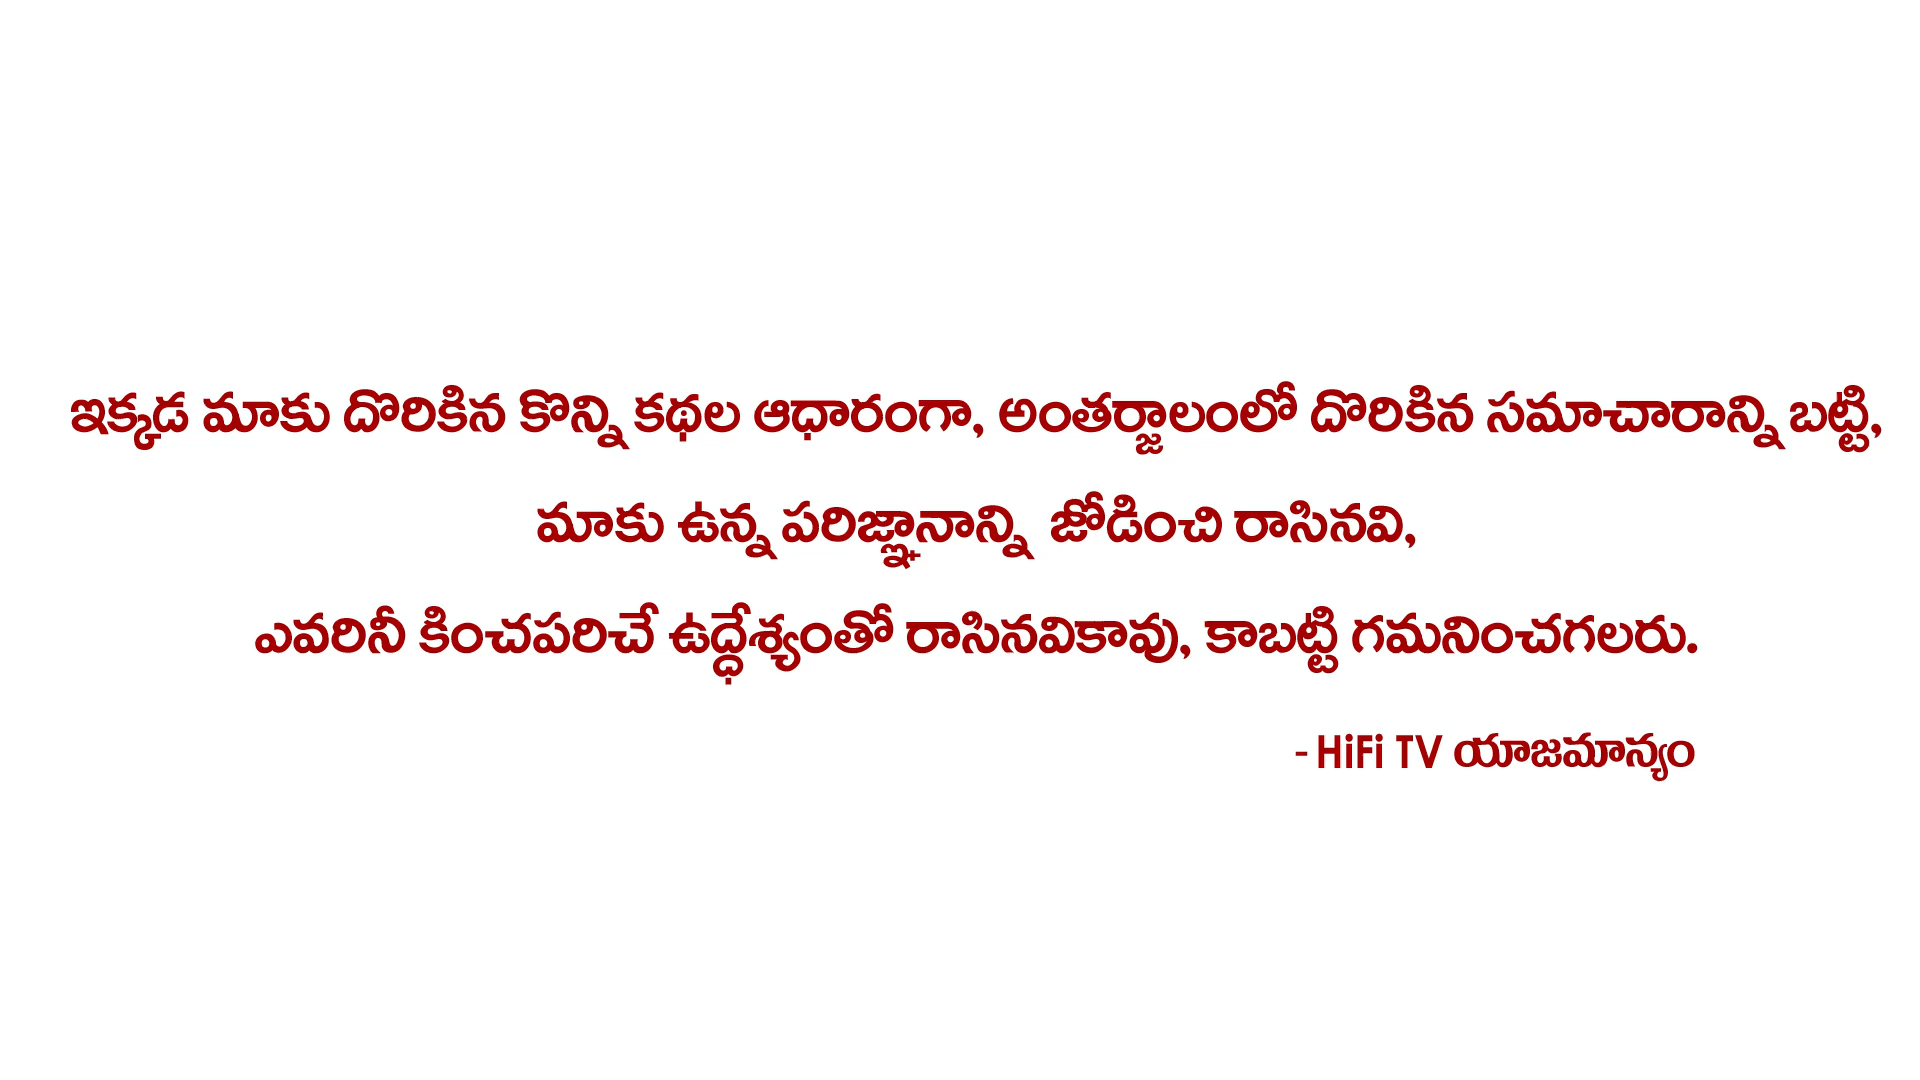 ఇక్కడ మాకు దొరికిన కొన్ని కథల ఆధారంగా, అంతర్జాలంలో దొరికిన సమాచారాన్ని బట్టి,
మాకు ఉన్న పరిజ్ఞానాన్ని జోడించి రాసినవి,
ఎవరినీ కించపరిచే ఉద్ధేశ్యంతో రాసినవికావు, కాబట్టి గమనించగలరు.
- HiFi TV యాజమాన్యం